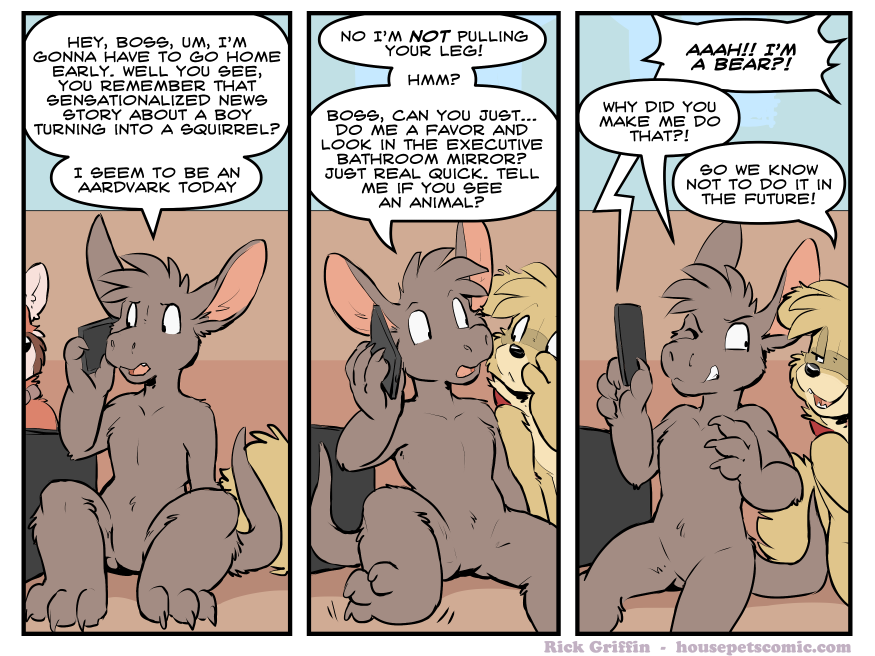 HEY, BOSS, UM, I'M
GONNA HAVE TO GO HOME
EARLY. WELL YOU SEE,
YOU REMEMBER THAT
SENSATIONALIZED NEWS
STORY ABOUT A BOY
TURNING INTO A SQUIRREL?
I SEEM TO BE AN
AARDVARK TODAY
NO I'M NOT PULLING
YOUR LEG!
HMM?
BOSS, CAN YOU JUST...
DO ME A FAVOR AND
LOOK IN THE EXECUTIVE
BATHROOM MIRROR?
JUST REAL QUICK. TELL
ME IF YOU SEE
AN ANIMAL?
AAAH!! I'M
A BEAR?!
WHY DID YOU
MAKE ME DO
THAT?!
SO WE KNOW
NOT TO DO IT IN
THE FUTURE!
Rick Griffin - housepetscomic.com